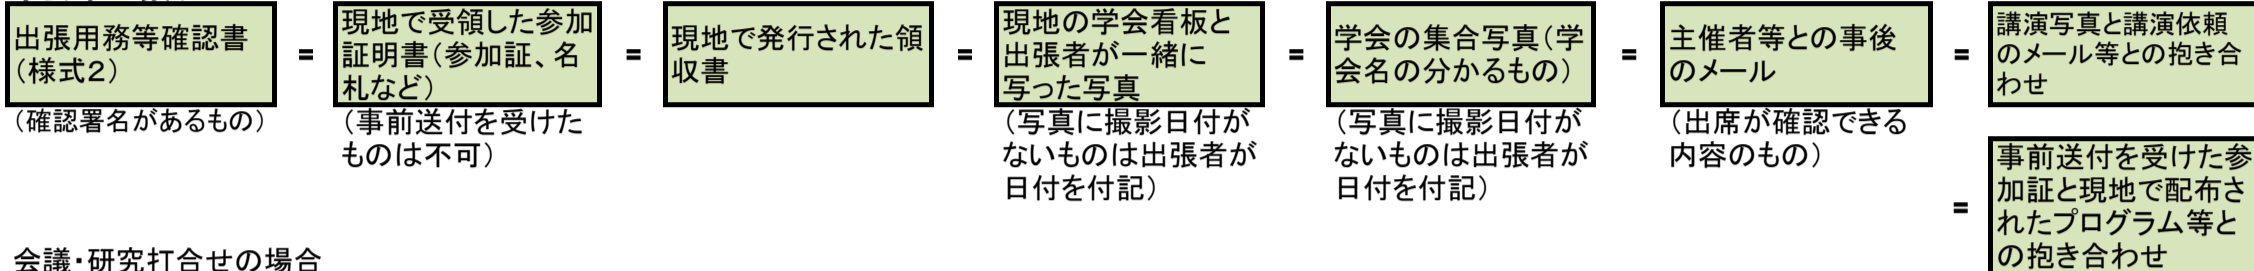 出張用務等確認書
（様式２）
（確認署名があるもの）
=
現地で受領した参加
証明書（参加証、名
札など）
（事前送付を受けた
ものは不可）
=
現地で発行された領
収書
=
現地の学会看板と
出張者が一緒に
写った写真
（写真に撮影日付が
ないものは出張者が
日付を付記）
=
学会の集合写真（学
会名の分かるもの）
（写真に撮影日付が
ないものは出張者が
日付を付記）
=
主催者等との事後
のメール
（出席が確認できる
内容のもの）
=
講演写真と講演依頼
のメール等との抱き合
わせ
=
事前送付を受けた参
加証と現地で配布さ
れたプログラム等と
の抱き合わせ
会議・研究打合せの場合